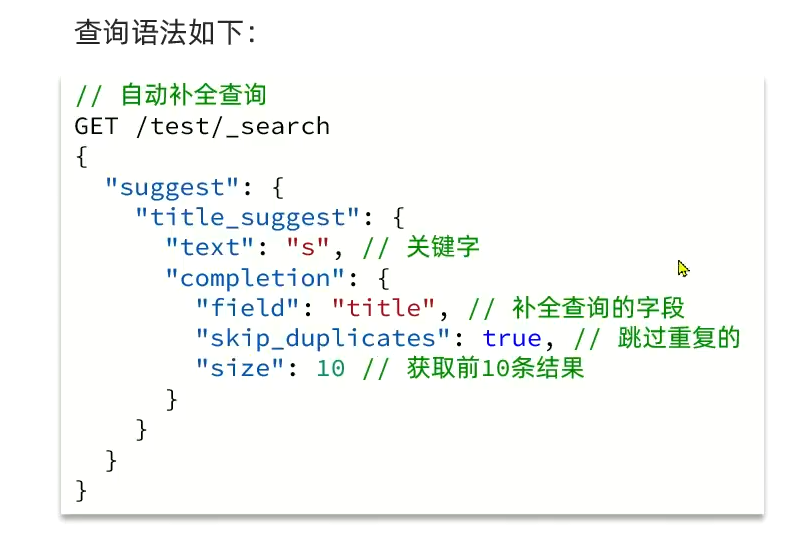 查询语法如下：
// 自动补全查询
GET /test/_search
{
  "suggest": {
    "title_suggest": {
      "text": "s", // 关键字
      "completion": {
        "field": "title", // 补全查询的字段
        "skip_duplicates": true, // 跳过重复的
        "size": 10 // 获取前10条结果
      }
    }
  }
}